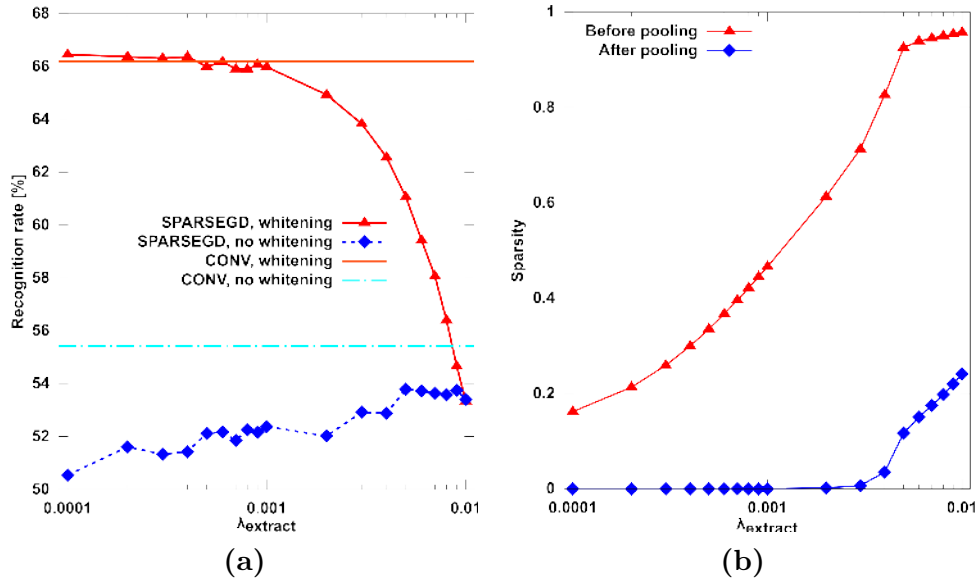 68
66
64
62
60
58
56
54
52
50
Recognition rate [%]
SPARSEGD, whitening
SPARSEGD, no whitening
CONV, whitening
CONV, no whitening
0.0001
0.001
0.01
λextract
(a)
1
0.8
0.6
0.4
0.2
0
Sparsity
Before pooling
After pooling
0.0001
0.001
0.01
λextract
(b)